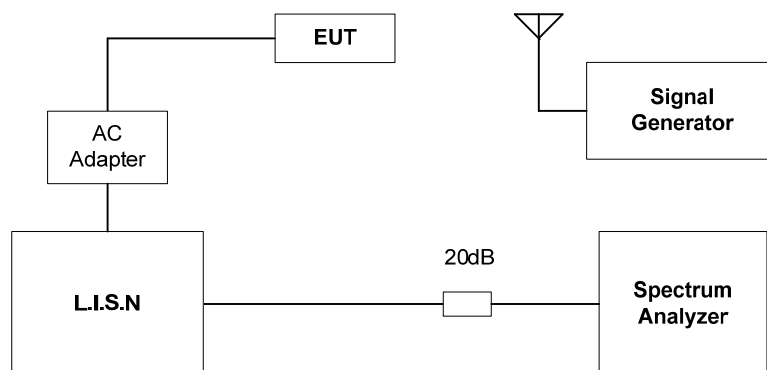 EUT
Signal
Generator
AC
Adapter
20dB
L.I.S.N
Spectrum
Analyzer